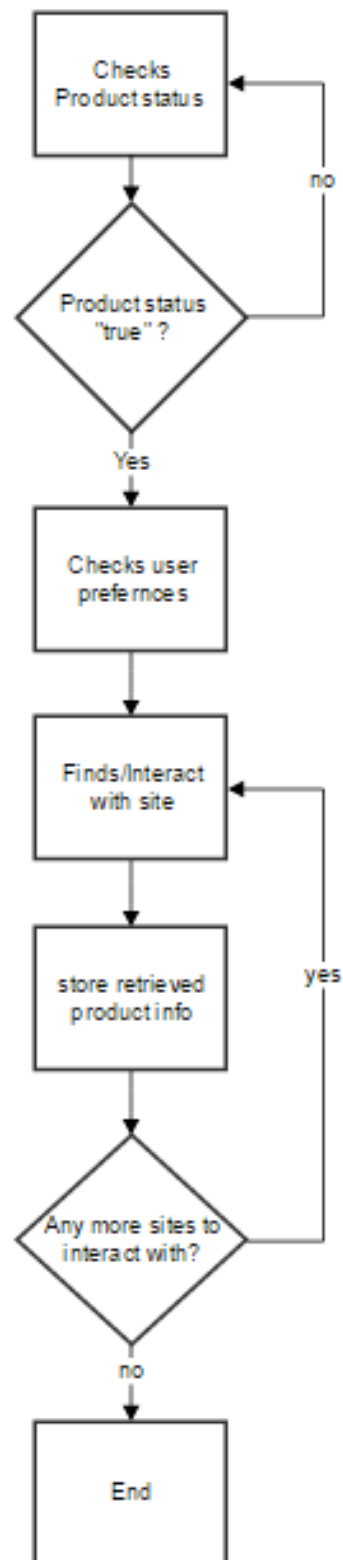 Checks
Product status
no
Product status
"true" ?
Yes
Checks user
prefernces
Finds/Interact
with site
store retrieved
product info
yes
Any more sites to
interact with?
no
End